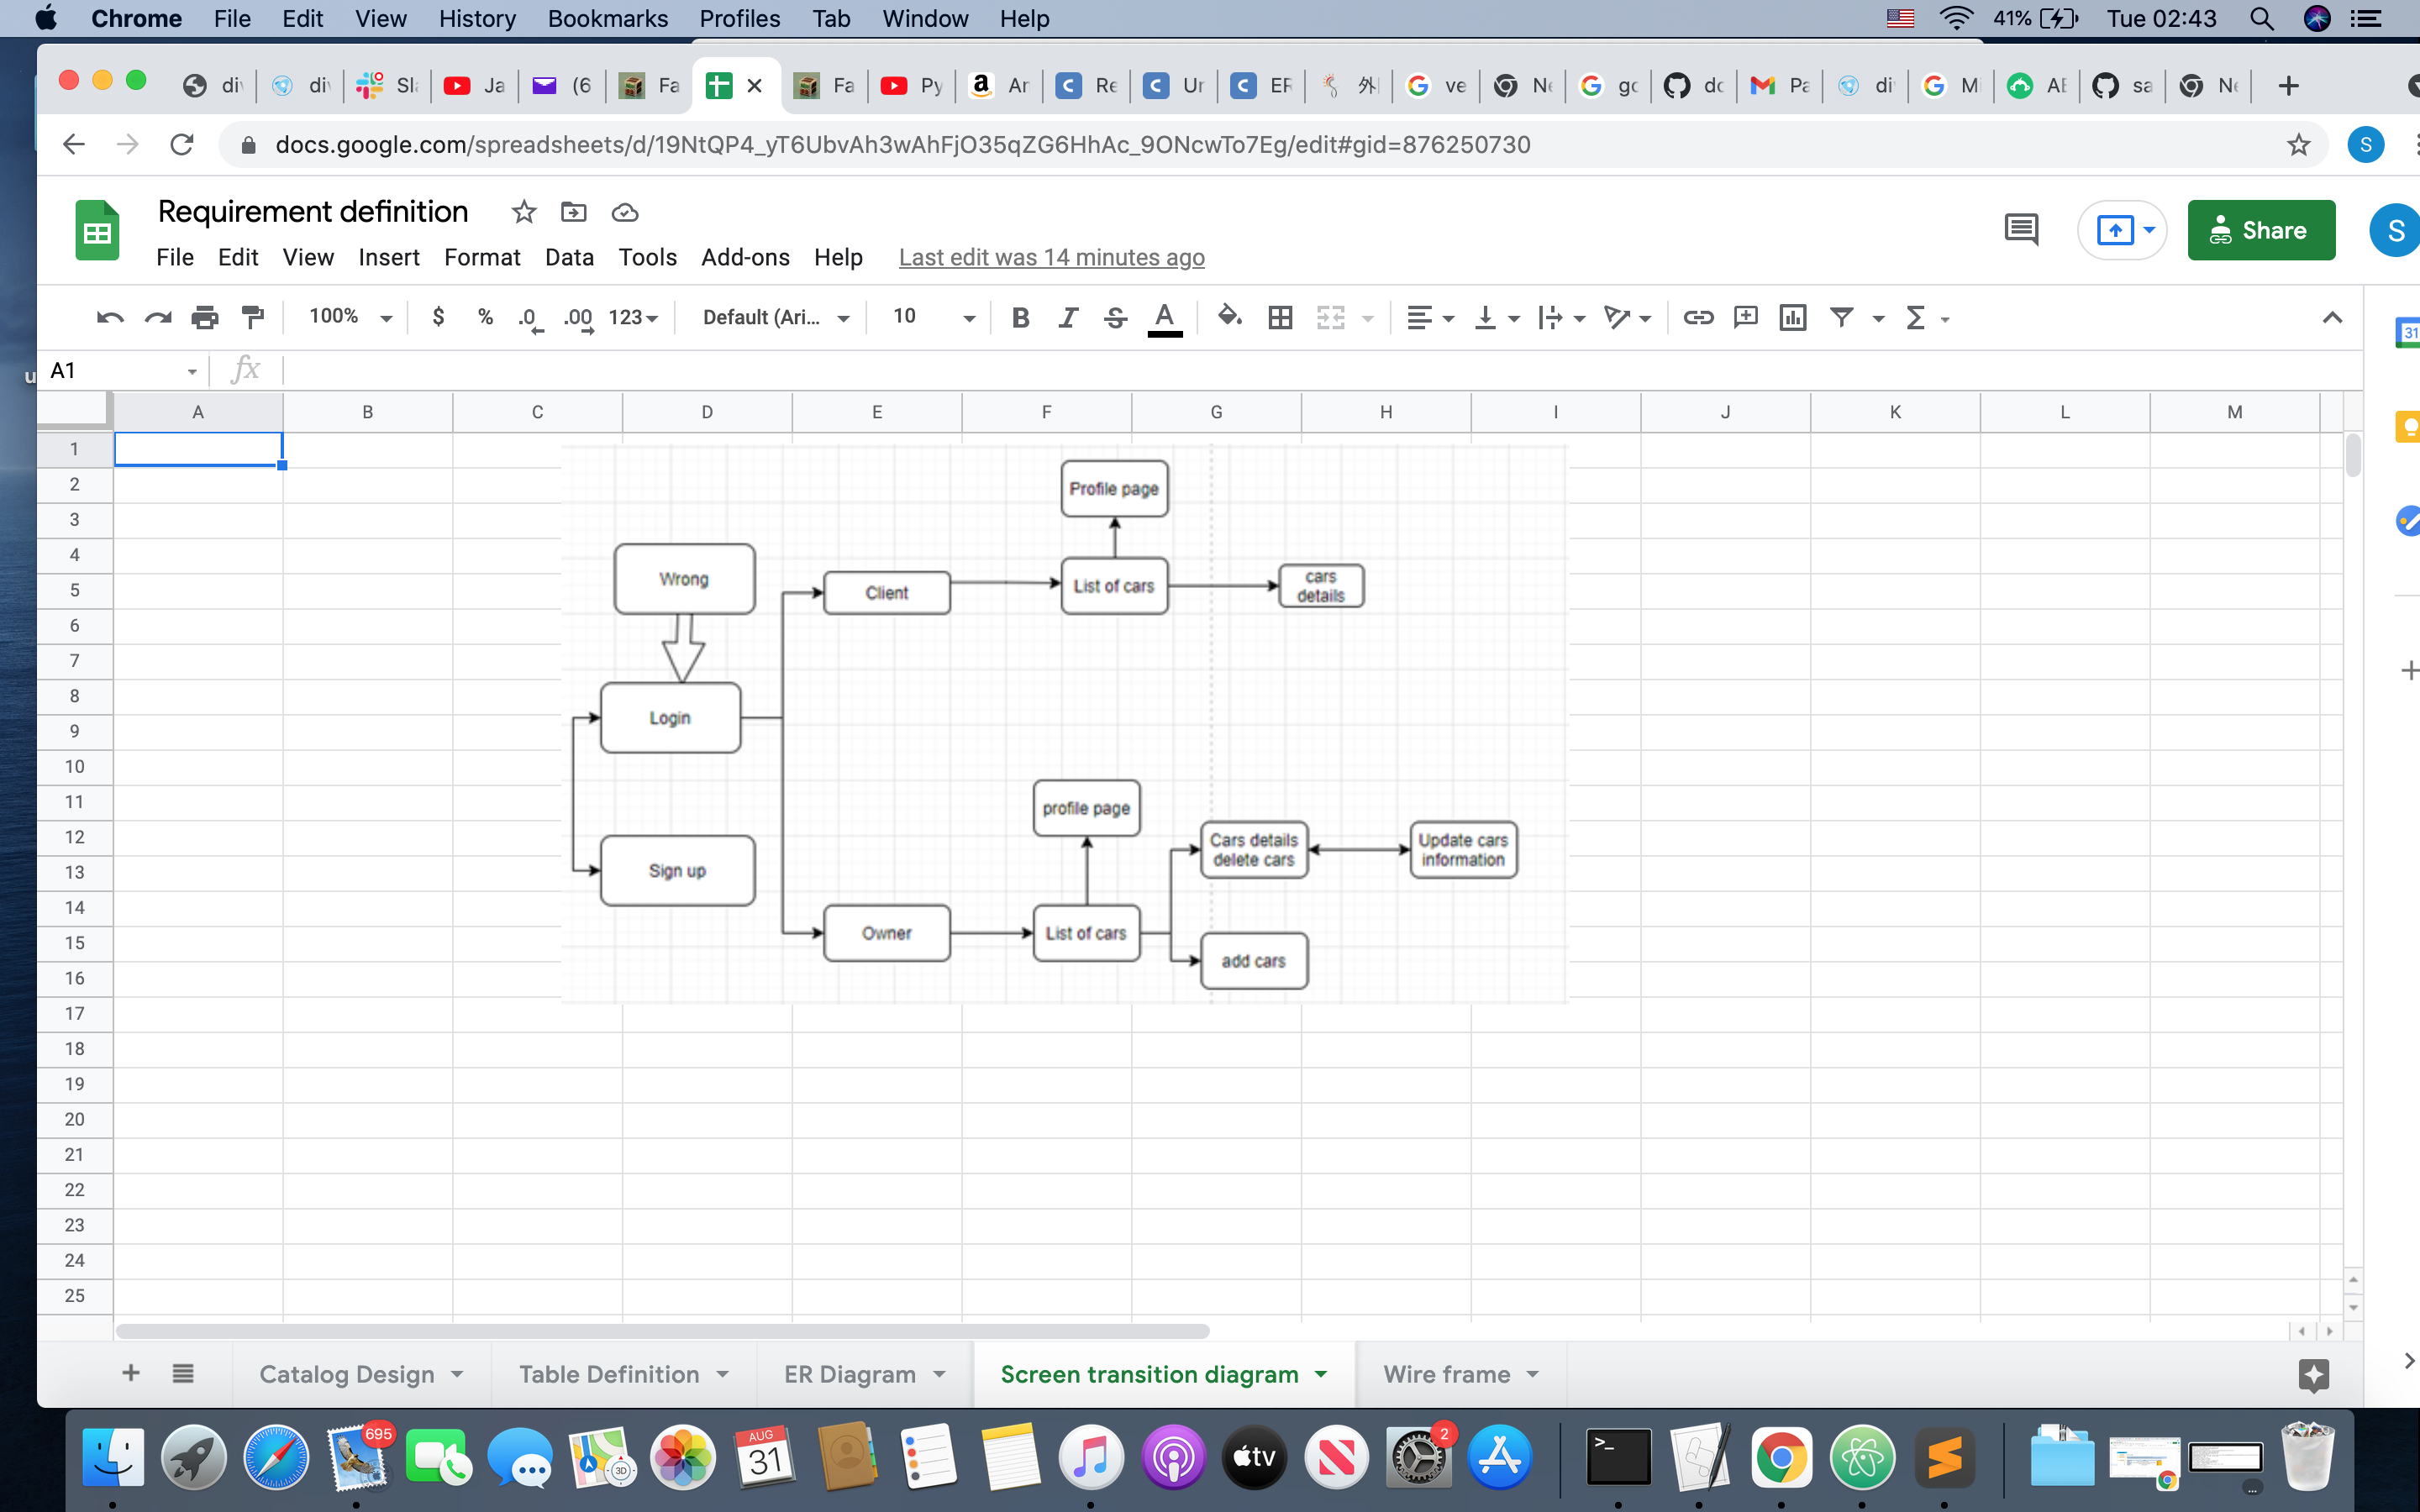 Chrome File Edit View History Bookmarks Profiles Tab Window Help 41% Tue 02:43
div div Sl Ja (6 Fa Fa Py Ar Re Ur ER 外 ve Ne go do Pa di Mi AE sa Ne
docs.google.com/spreadsheets/d/19NtQP4_yT6UbvAh3wAhFjO35qZG6HhAc_9ONcwTo7Eg/edit#gid=876250730 S
Requirement definition
File Edit View Insert Format Data Tools Add-ons Help Last edit was 14 minutes ago
Share
S
100% $ % .0 .00 123 Default (Ari... 10 B I S A Σ
31
A1 fx
A B C D E F G H I J K L M
1
2
3
4
5
6
7
8
9
10
11
12
13
14
15
16
17
18
19
20
21
22
23
24
25
Profile page
Wrong
Client
List of cars
cars
details
Login
profile page
Sign up
Cars details
delete cars
Update cars
information
Owner
List of cars
add cars
Catalog Design Table Definition ER Diagram Screen transition diagram Wire frame
695
3D
AUG
31
tv
2
>_